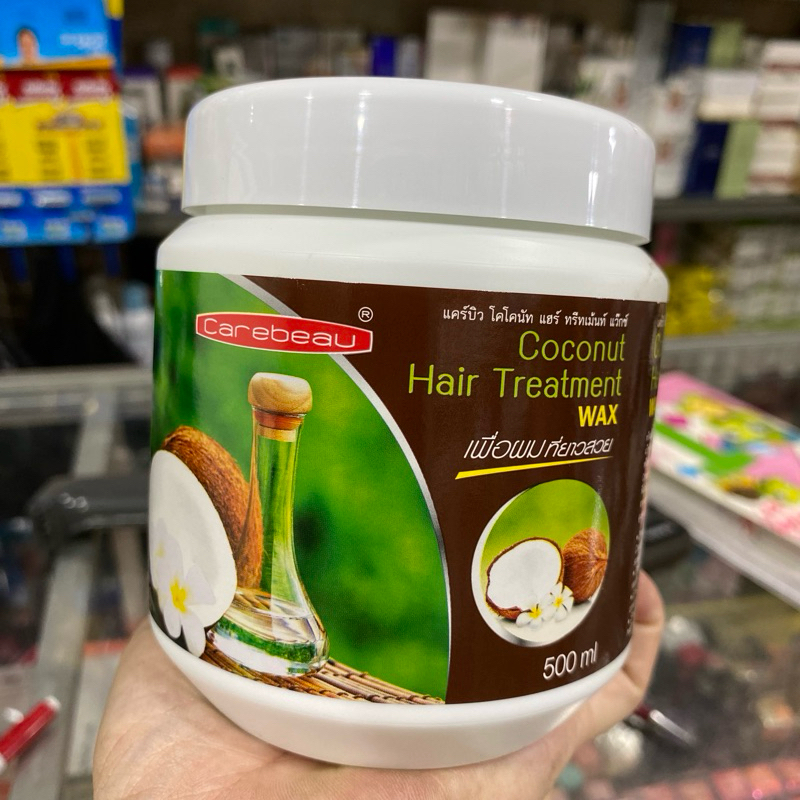 Carebeau®
แคร์บิว โคโคนัท แฮร์ ทรีทเม้นท์ แว๊กซ์
Coconut
Hair Treatment
WAX
เพื่อผมที่ยาวสวย
500 ml